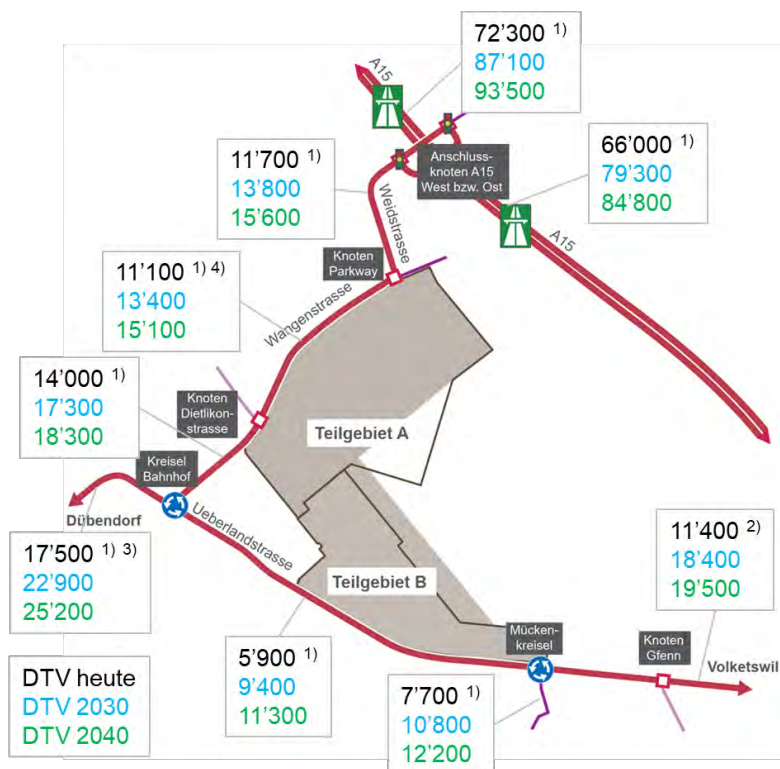 72'300 1)
87'100
93'500
A15
66'000 1)
79'300
84'800
11'700 1)
13'800
15'600
Anschluss-
knoten A15
West bzw. Ost
Weidstrasse
A15
Knoten
Parkway
11'100 1) 4)
13'400
15'100
Wangenstrasse
14'000 1)
17'300
18'300
Knoten
Dietlikon-
strasse
Teilgebiet A
Kreisel
Bahnhof
Dübendorf
Ueberlandstrasse
17'500 1) 3)
22'900
25'200
11'400 2)
18'400
19'500
Teilgebiet B
Mücken-
kreisel
Knoten
Gfenn
Volketswil
5'900 1)
9'400
11'300
7'700 1)
10'800
12'200
DTV heute
DTV 2030
DTV 2040